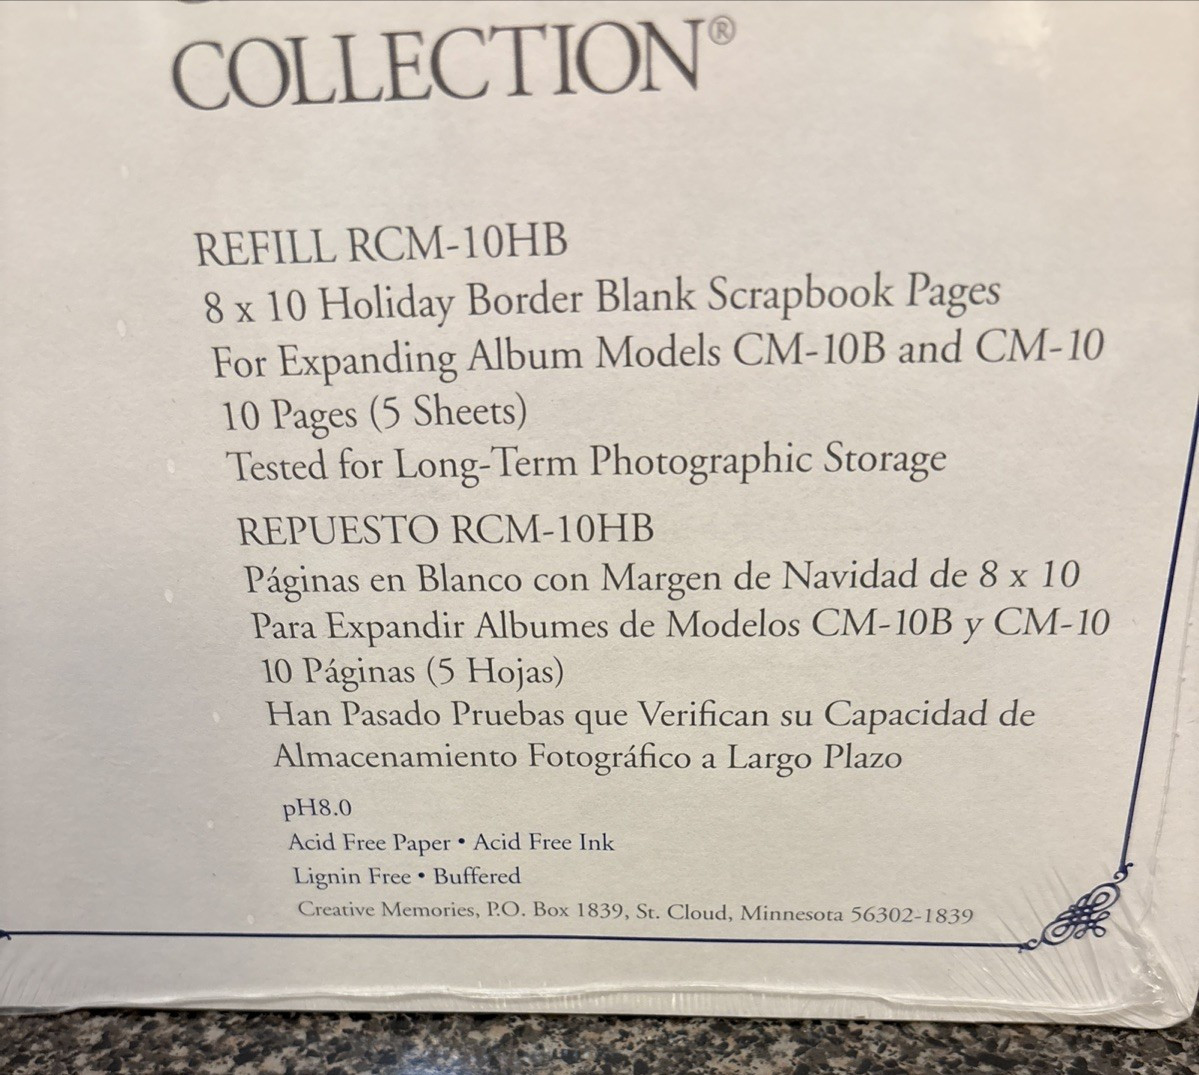 COLLECTION®
REFILL RCM-10HB
8 x 10 Holiday Border Blank Scrapbook Pages
For Expanding Album Models CM-10B and CM-10
10 Pages (5 Sheets)
Tested for Long-Term Photographic Storage
REPUESTO RCM-10HB
Páginas en Blanco con Margen de Navidad de 8 x 10
Para Expandir Albumes de Modelos CM-10B y CM-10
10 Páginas (5 Hojas)
Han Pasado Pruebas que Verifican su Capacidad de
Almacenamiento Fotográfico a Largo Plazo
pH8.0
Acid Free Paper • Acid Free Ink
Lignin Free • Buffered
Creative Memories, P.O. Box 1839, St. Cloud, Minnesota 56302-1839